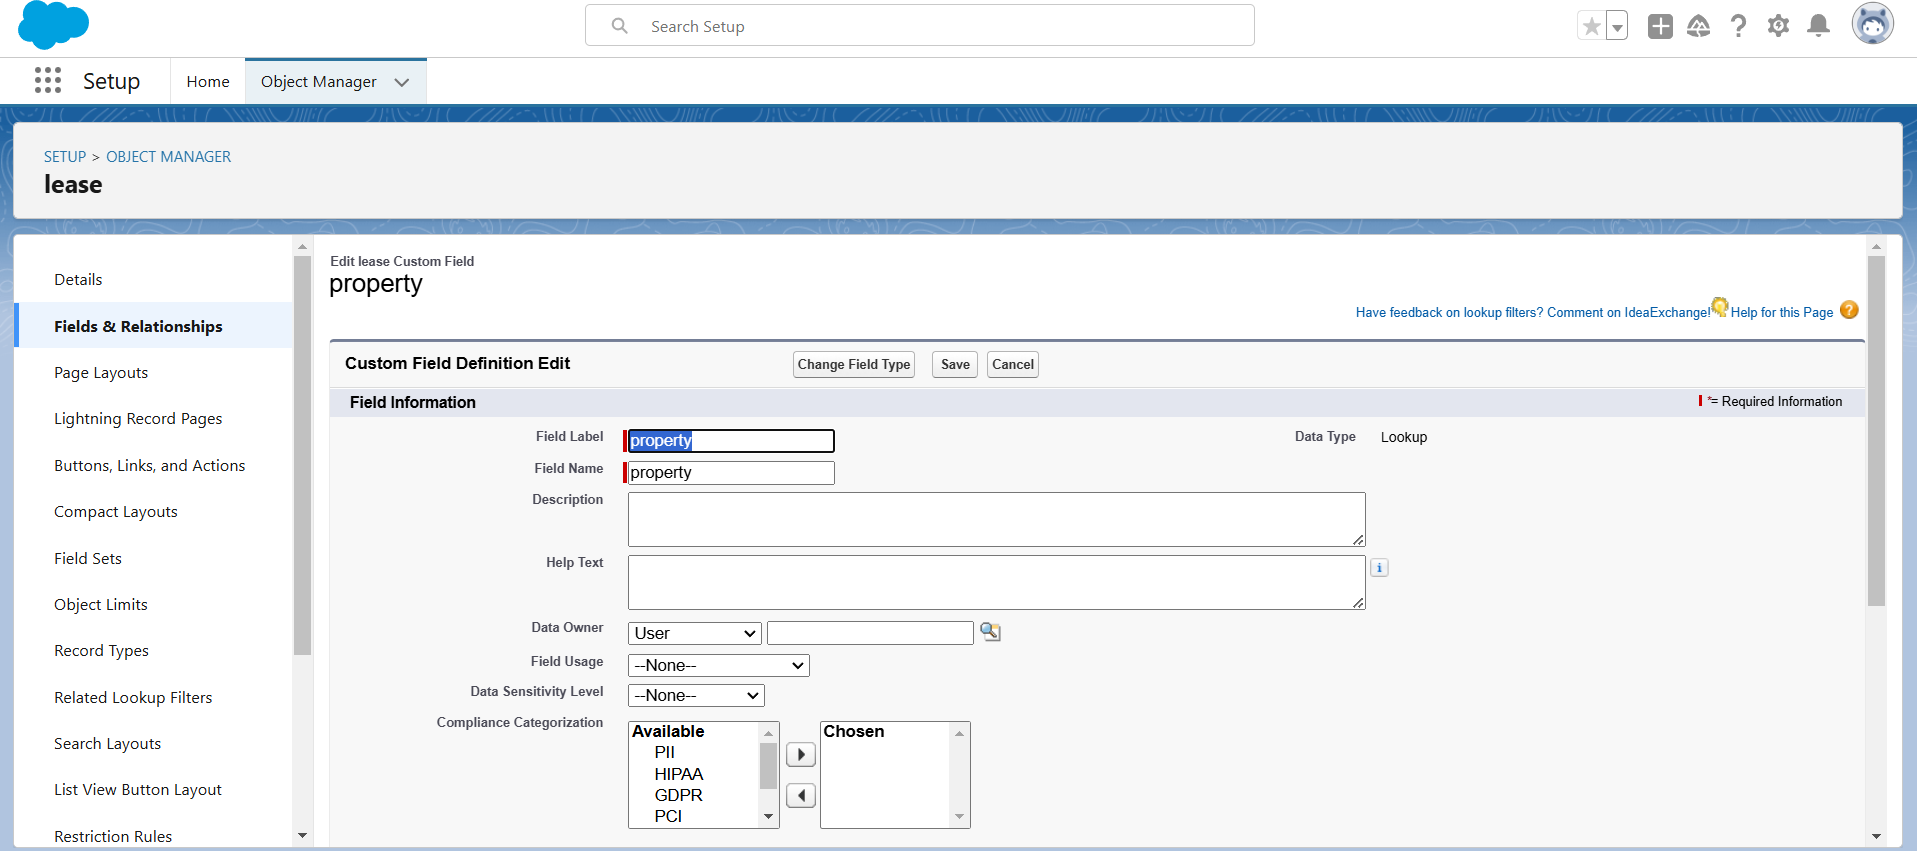 Search Setup
Setup
Home
Object Manager
SETUP > OBJECT MANAGER
lease
Details
Fields & Relationships
Page Layouts
Lightning Record Pages
Buttons, Links, and Actions
Compact Layouts
Field Sets
Object Limits
Record Types
Related Lookup Filters
Search Layouts
List View Button Layout
Restriction Rules
Edit lease Custom Field
property
Have feedback on lookup filters? Comment on IdeaExchange! Help for this Page ?
Custom Field Definition Edit Change Field Type Save Cancel
Field Information *= Required Information
Field Label property Data Type Lookup
Field Name property
Description
Help Text i
Data Owner User
Field Usage --None--
Data Sensitivity Level --None--
Compliance Categorization
Available Chosen
PII
HIPAA
GDPR
PCI